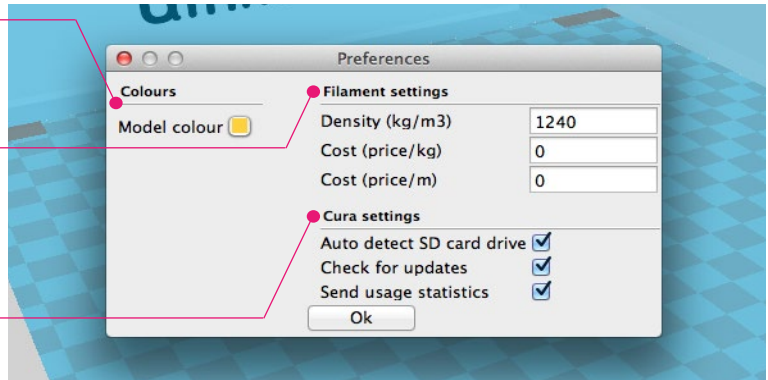 Preferences
Colours
Model colour
Filament settings
Density (kg/m3) 1240
Cost (price/kg) 0
Cost (price/m) 0
Cura settings
Auto detect SD card drive
Check for updates
Send usage statistics
Ok